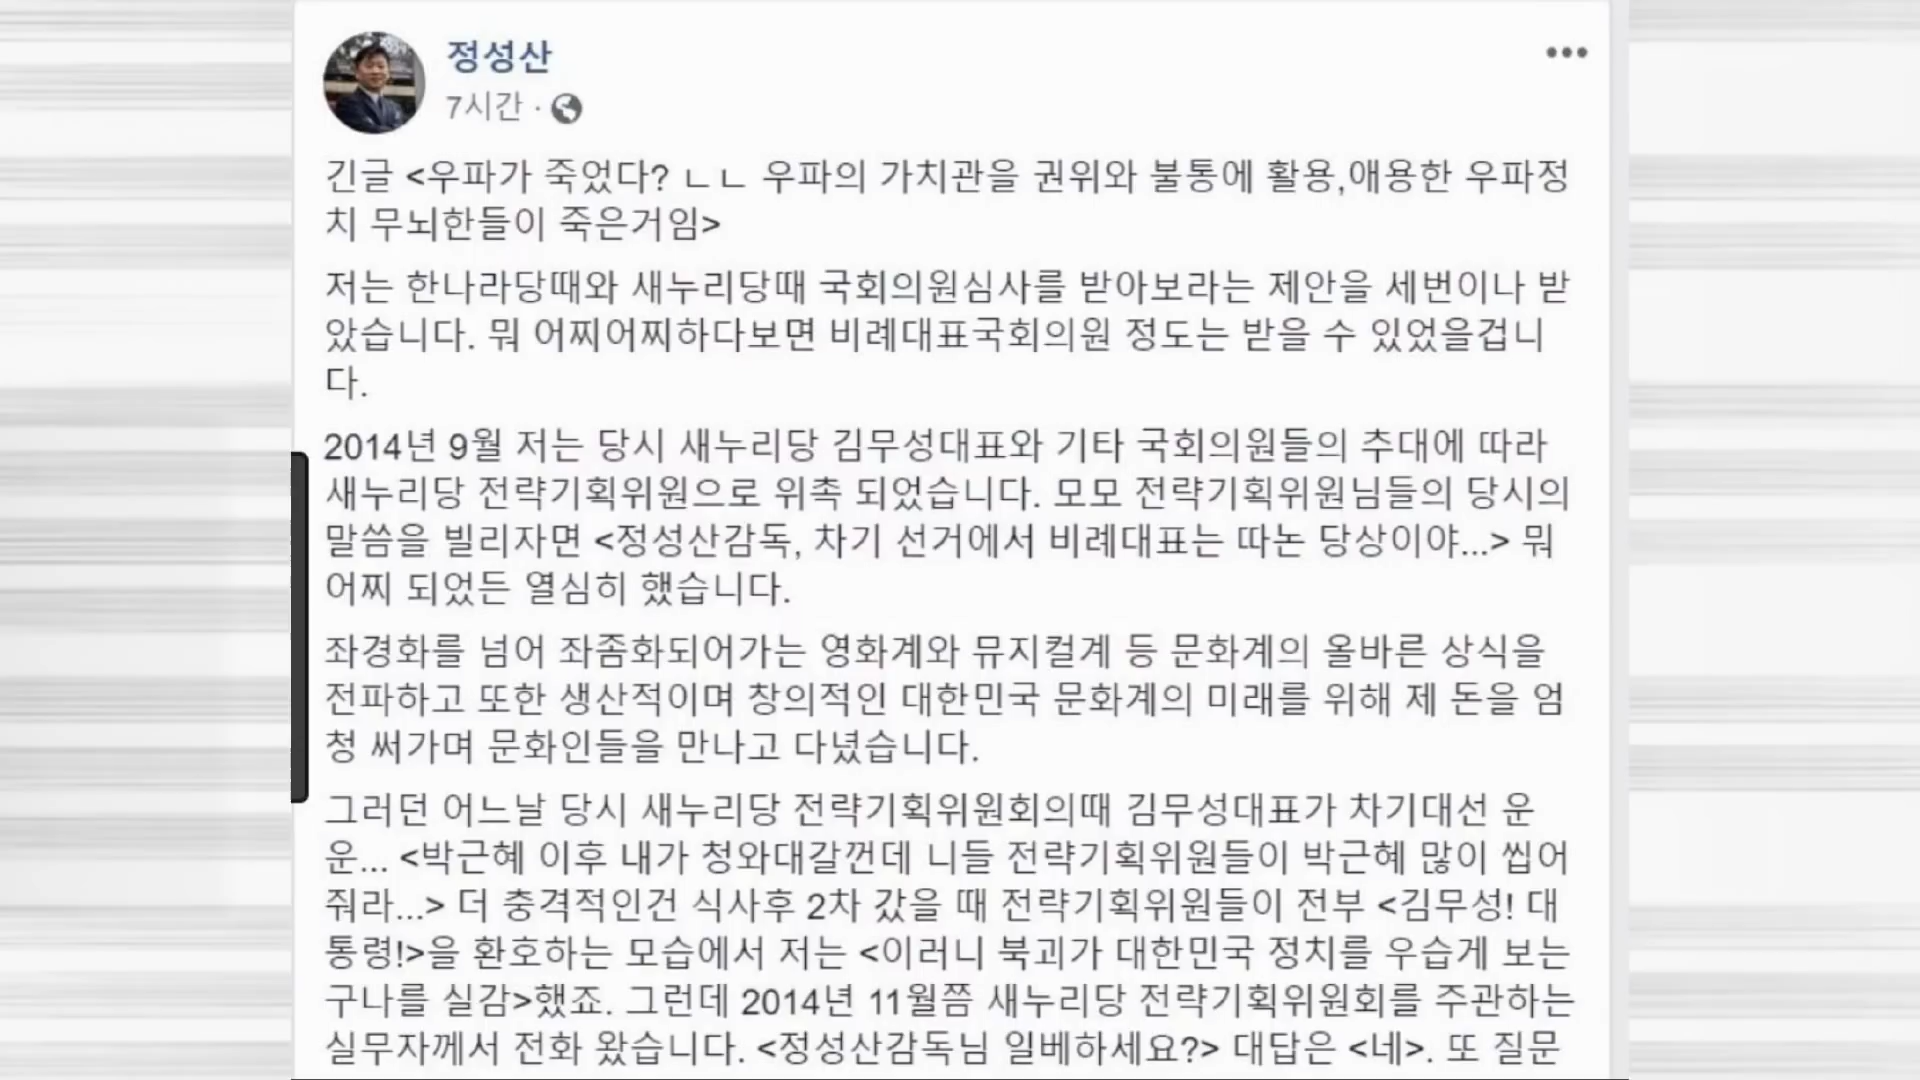 정성산
7시간 ·
긴글 <우파가 죽었다? ㄴㄴ 우파의 가치관을 권위와 불통에 활용,애용한 우파정
치 무뇌한들이 죽은거임>
저는 한나라당때와 새누리당때 국회의원심사를 받아보라는 제안을 세번이나 받
았습니다. 뭐 어찌어찌하다보면 비례대표국회의원 정도는 받을 수 있었을겁니
다.
2014년 9월 저는 당시 새누리당 김무성대표와 기타 국회의원들의 추대에 따라
새누리당 전략기획위원으로 위촉 되었습니다. 모모 전략기획위원님들의 당시의
말씀을 빌리자면 <정성산감독, 차기 선거에서 비례대표는 따논 당상이야...> 뭐
어찌 되었든 열심히 했습니다.
좌경화를 넘어 좌좀화되어가는 영화계와 뮤지컬계 등 문화계의 올바른 상식을
전파하고 또한 생산적이며 창의적인 대한민국 문화계의 미래를 위해 제 돈을 엄
청 써가며 문화인들을 만나고 다녔습니다.
그러던 어느날 당시 새누리당 전략기획위원회의때 김무성대표가 차기대선 운
운... <박근혜 이후 내가 청와대갈껀데 니들 전략기획위원들이 박근혜 많이 씹어
줘라...> 더 충격적인건 식사후 2차 갔을 때 전략기획위원들이 전부 <김무성! 대
통령!>을 환호하는 모습에서 저는 <이러니 북괴가 대한민국 정치를 우습게 보는
구나를 실감>했죠. 그런데 2014년 11월쯤 새누리당 전략기획위원회를 주관하는
실무자께서 전화 왔습니다. <정성산감독님 일베하세요?> 대답은 <네>. 또 질문